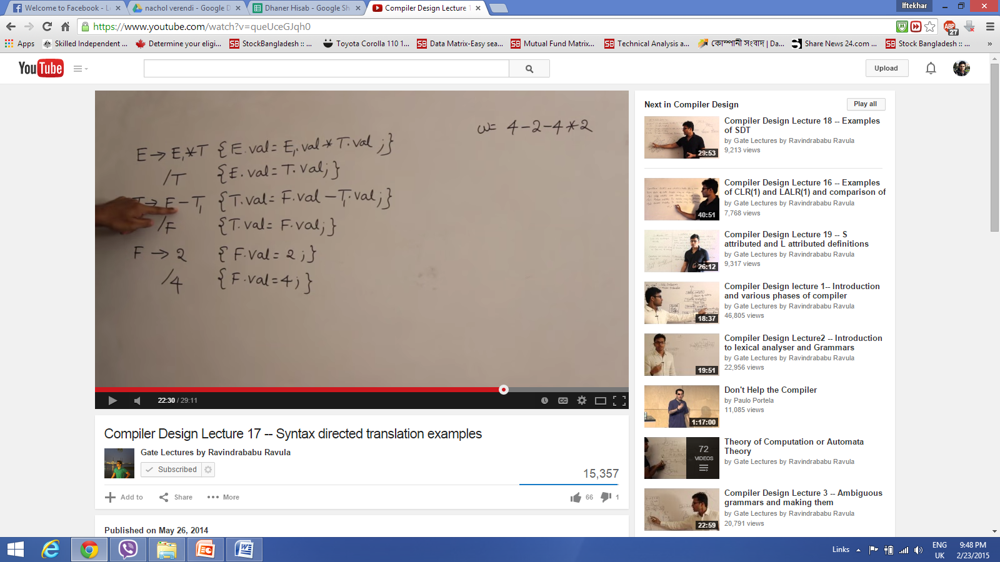 Welcome to Facebook - L
nachol verendi - Google D
Dhaner Hisab - Google Sh
Compiler Design Lecture 1
Iftekhar
https://www.youtube.com/watch?v=queUceGJqh0
ABP
27
Apps
Skilled Independent ...
Determine your eligi...
SB StockBangladesh :: ...
Toyota Corolla 110 1...
SB Data Matrix-Easy sea...
SB Mutual Fund Matrix...
SB Technical Analysis a...
কোম্পানী সংবাদ | Da...
Share News 24.com ...
SB Stock Bangladesh :: ...
»
YouTube
Upload
ω= 4-2-4*2
E → E₁*T {E.val = E₁.val * T.val ;}
/T {E.val = T.val;}
T → F - T₁ {T.val = F.val - T₁.val;}
/F {T.val = F.val;}
F → 2 {F.val = 2;}
/4 {F.val = 4;}
22:30 / 29:11
CC
Compiler Design Lecture 17 -- Syntax directed translation examples
Gate Lectures by Ravindrababu Ravula
Subscribed
15,357
Add to
Share
More
66
1
Published on May 26, 2014
Next in Compiler Design
Play all
Compiler Design Lecture 18 -- Examples
of SDT
by Gate Lectures by Ravindrababu Ravula
9,213 views
29:53
Compiler Design Lecture 16 -- Examples
of CLR(1) and LALR(1) and comparison of
by Gate Lectures by Ravindrababu Ravula
7,768 views
40:51
Compiler Design Lecture 19 -- S
attributed and L attributed definitions
by Gate Lectures by Ravindrababu Ravula
9,317 views
26:12
Compiler Design lecture 1-- Introduction
and various phases of compiler
by Gate Lectures by Ravindrababu Ravula
46,805 views
18:37
Compiler Design Lecture2 -- Introduction
to lexical analyser and Grammars
by Gate Lectures by Ravindrababu Ravula
22,956 views
19:51
Don't Help the Compiler
by Paulo Portela
11,085 views
1:17:00
Theory of Computation or Automata
Theory
by Gate Lectures by Ravindrababu Ravula
72
VIDEOS
Compiler Design Lecture 3 -- Ambiguous
grammars and making them
by Gate Lectures by Ravindrababu Ravula
20,791 views
22:59
Links
ENG
UK
9:48 PM
2/23/2015